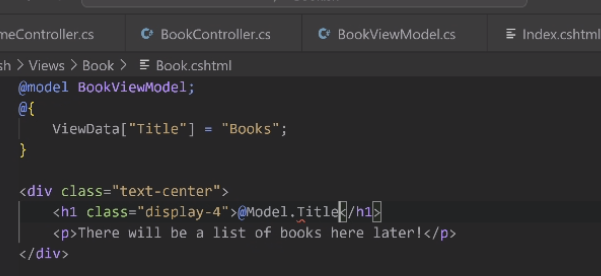 meController.cs BookController.cs BookViewModel.cs Index.cshtml
sh > Views > Book > Book.cshtml
@model BookViewModel;
@{
    ViewData["Title"] = "Books";
}
<div class="text-center">
    <h1 class="display-4">@Model.Title</h1>
    <p>There will be a list of books here later!</p>
</div>